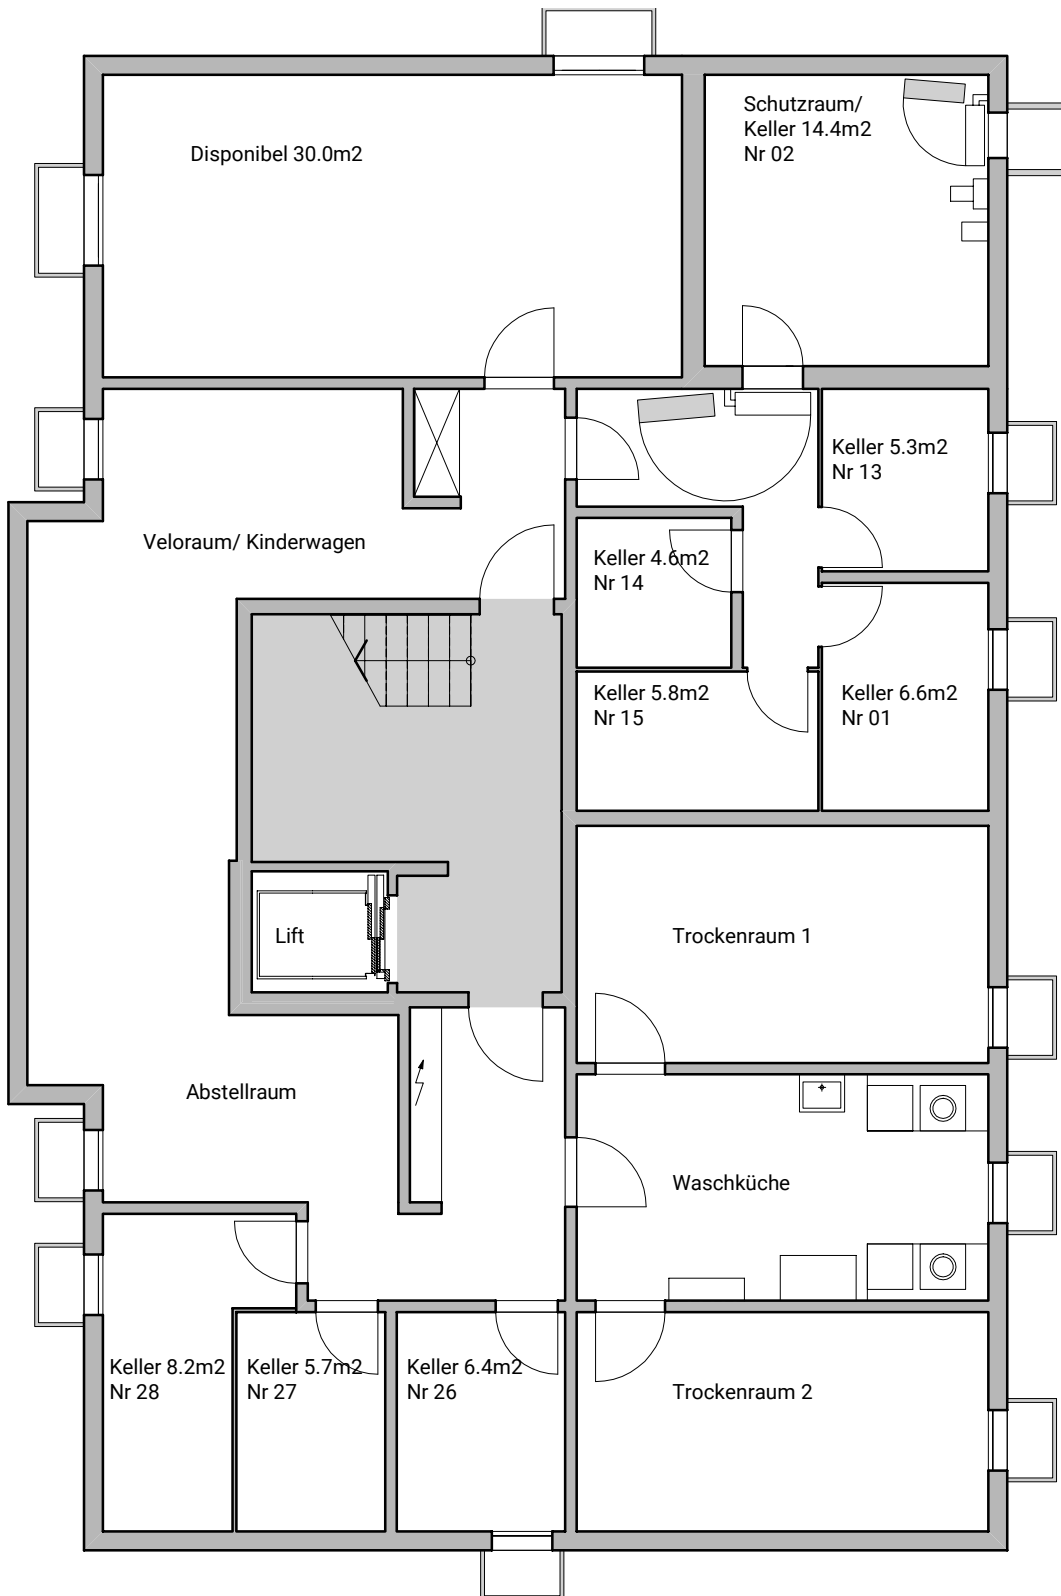 Disponibel 30.0m2
Schutzraum/
Keller 14.4m2
Nr 02
Keller 5.3m2
Nr 13
Veloraum/ Kinderwagen
Keller 4.6m2
Nr 14
Keller 5.8m2
Nr 15
Keller 6.6m2
Nr 01
Lift
Trockenraum 1
Abstellraum
Waschküche
Keller 8.2m2
Nr 28
Keller 5.7m2
Nr 27
Keller 6.4m2
Nr 26
Trockenraum 2